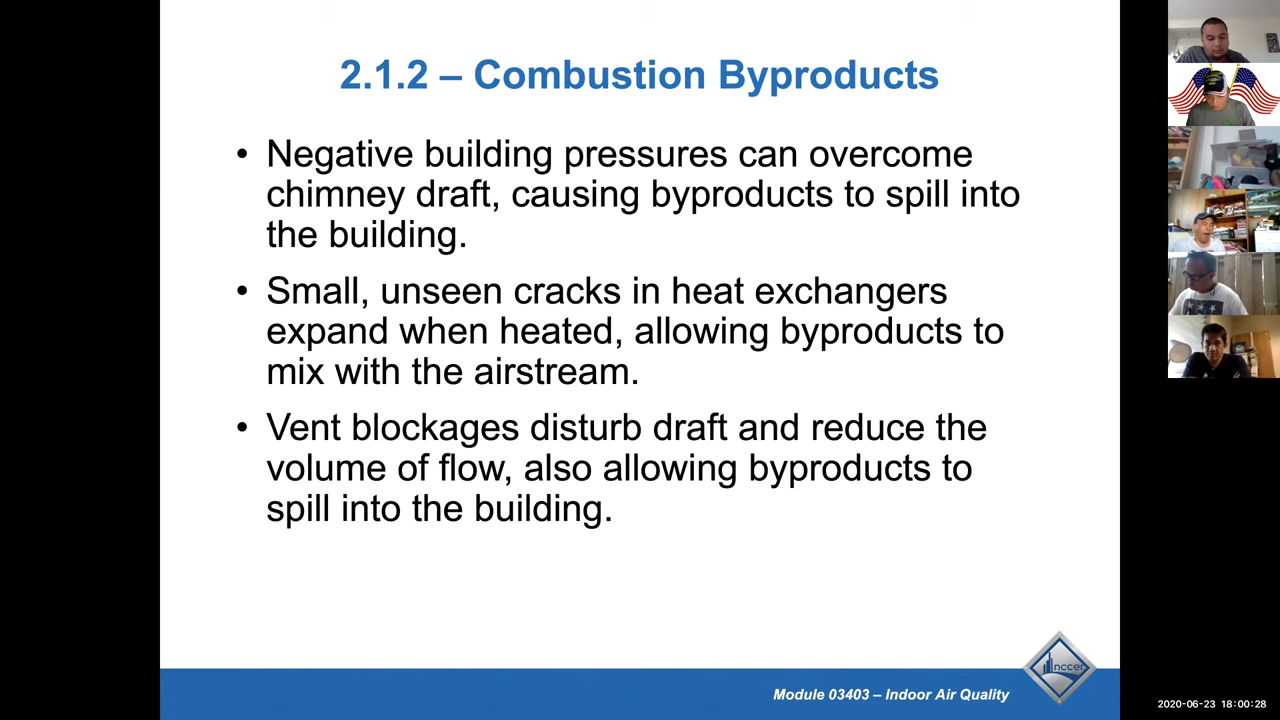 2.1.2 – Combustion Byproducts
• Negative building pressures can overcome
chimney draft, causing byproducts to spill into
the building.
• Small, unseen cracks in heat exchangers
expand when heated, allowing byproducts to
mix with the airstream.
• Vent blockages disturb draft and reduce the
volume of flow, also allowing byproducts to
spill into the building.
nccer
Module 03403 – Indoor Air Quality
2020-06-23 18:00:28